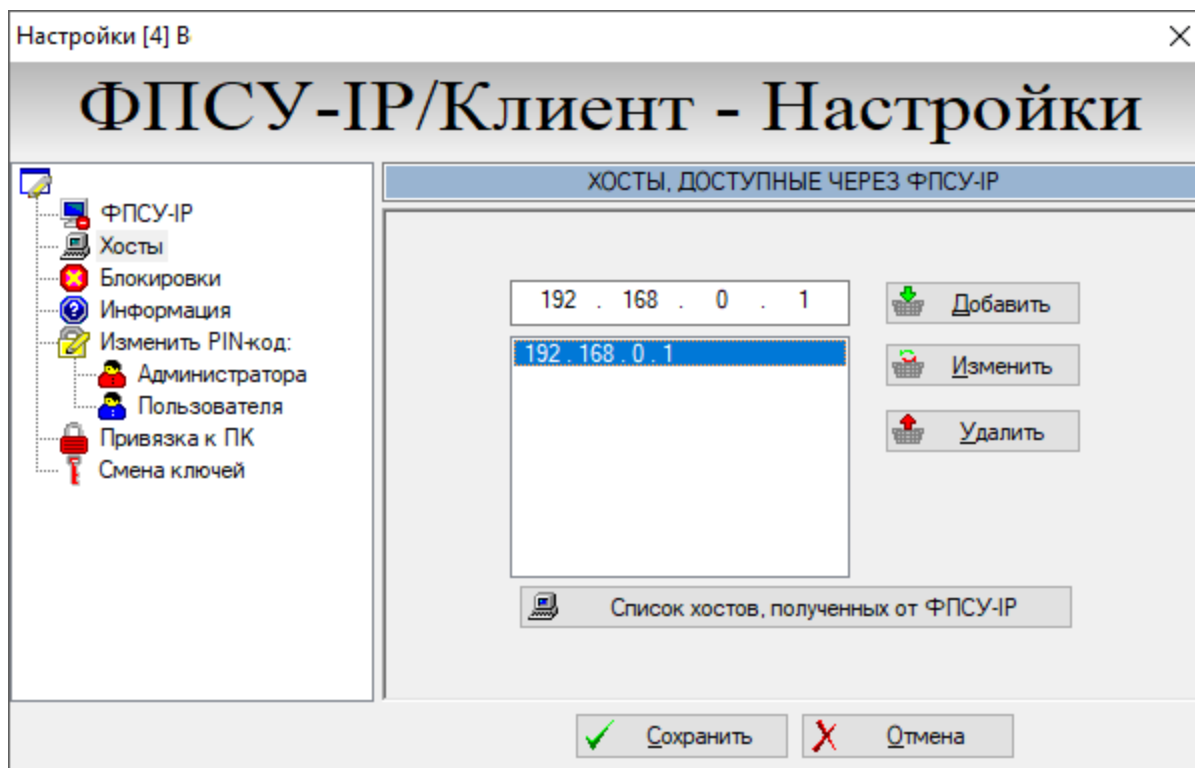 Настройки [4] В
ФПСУ-IP/Клиент - Настройки
ФПСУ-IP
Хосты
Блокировки
Информация
Изменить PIN-код:
Администратора
Пользователя
Привязка к ПК
Смена ключей
ХОСТЫ, ДОСТУПНЫЕ ЧЕРЕЗ ФПСУ-IP
192 . 168 . 0 . 1
Добавить
192 . 168 . 0 . 1
Изменить
Удалить
Список хостов, полученных от ФПСУ-IP
Сохранить
Отмена